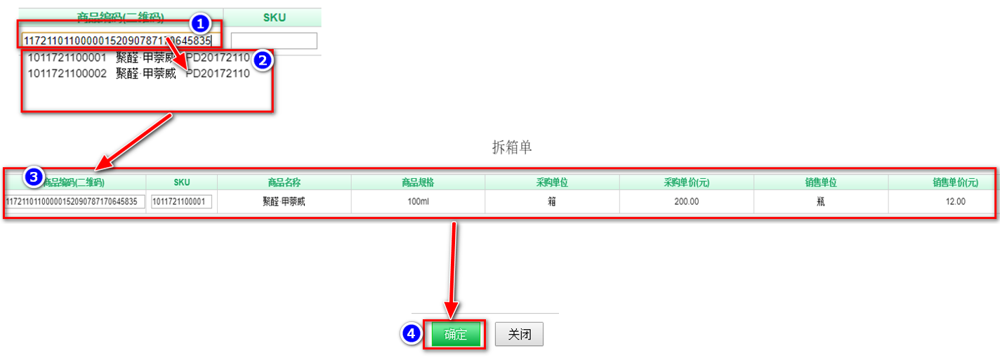 商品编码(二维码) SKU
1
11721101100000152090787170645835
2
1011721100001 聚醛·甲萘威 PD20172110
1011721100002 聚醛·甲萘威 PD20172110
拆箱单
3
商品编码(二维码) SKU 商品名称 商品规格 采购单位 采购单价(元) 销售单位 销售单价(元)
11721101100000152090787170645835 1011721100001 聚醛·甲萘威 100ml 箱 200.00 瓶 12.00
4
确定 关闭